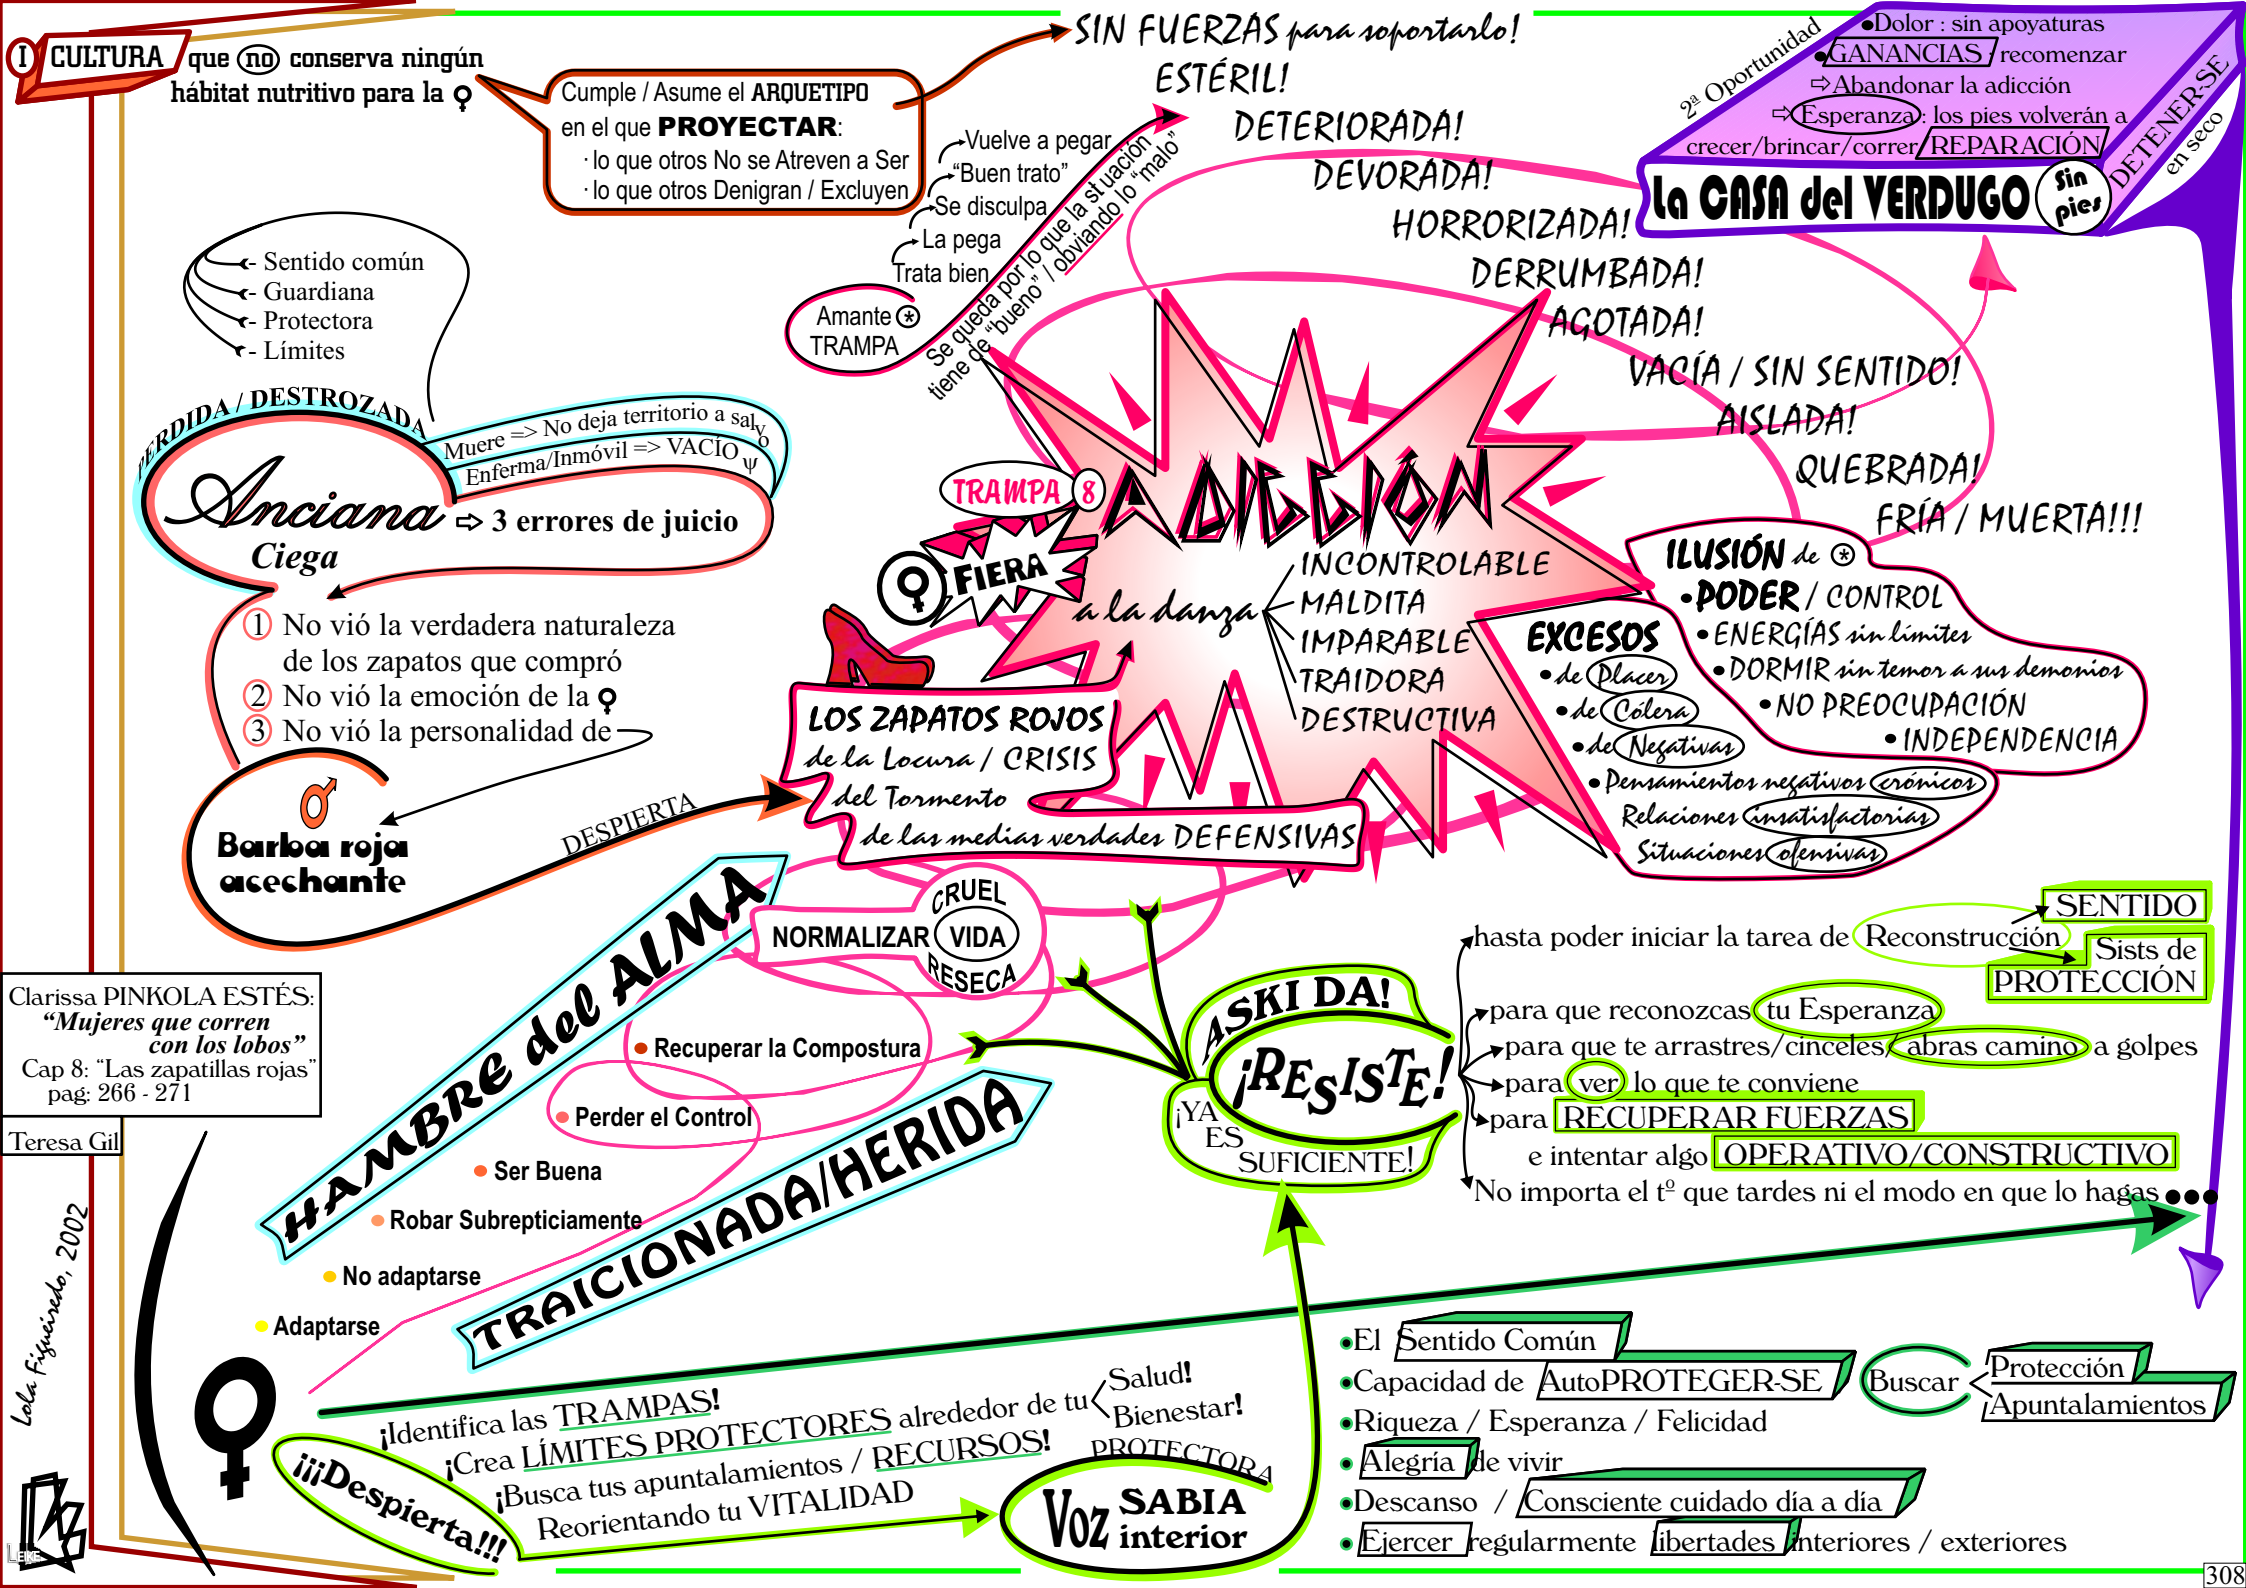 I CULTURA que no conserva ningún
hábitat nutritivo para la ♀
Cumple / Asume el ARQUETIPO
en el que PROYECTAR:
· lo que otros No se Atreven a Ser
· lo que otros Denigran / Excluyen
SIN FUERZAS para soportarlo!
ESTÉRIL!
DETERIORADA!
DEVORADA!
HORRORIZADA!
DERRUMBADA!
AGOTADA!
VACÍA / SIN SENTIDO!
AISLADA!
QUEBRADA!
FRÍA / MUERTA!!!
2ª Oportunidad
•Dolor : sin apoyaturas
•GANANCIAS / recomenzar
⇨Abandonar la adicción
⇨Esperanza: los pies volverán a
crecer/brincar/correr/REPARACIÓN
DETENER-SE
en seco
La CASA del VERDUGO
Sin
pies
Vuelve a pegar
“Buen trato”
Se disculpa
La pega
Trata bien
Amante *
TRAMPA
Se queda por lo que la stuación
tiene de “bueno” / obviando lo “malo”
- Sentido común
- Guardiana
- Protectora
- Límites
PERDIDA / DESTROZADA
Muere => No deja territorio a salvo
Enferma/Inmóvil => VACÍO ψ
Anciana ⇨ 3 errores de juicio
Ciega
1 No vió la verdadera naturaleza
de los zapatos que compró
2 No vió la emoción de la ♀
3 No vió la personalidad de
♂
Barba roja
acechante
DESPIERTA
TRAMPA 8
ADICCIÓN
♀ FIERA
a la danza
INCONTROLABLE
MALDITA
IMPARABLE
TRAIDORA
DESTRUCTIVA
LOS ZAPATOS ROJOS
de la Locura / CRISIS
del Tormento
de las medias verdades DEFENSIVAS
ILUSIÓN de *
•PODER / CONTROL
•ENERGÍAS sin límites
•DORMIR sin temor a sus demonios
•NO PREOCUPACIÓN
•INDEPENDENCIA
EXCESOS
•de Placer
•de Cólera
•de Negativas
•Pensamientos negativos crónicos
Relaciones insatisfactorias
Situaciones ofensivas
HAMBRE del ALMA
NORMALIZAR VIDA
CRUEL
RESECA
• Recuperar la Compostura
• Perder el Control
• Ser Buena
• Robar Subrepticiamente
• No adaptarse
• Adaptarse
TRAICIONADA/HERIDA
Clarissa PINKOLA ESTÉS:
“Mujeres que corren
con los lobos”
Cap 8: “Las zapatillas rojas”
pag: 266 - 271
Teresa Gil
Lola Figueiredo, 2002
LEKE
ASKI DA!
¡RESISTE!
¡YA
ES
SUFICIENTE!
hasta poder iniciar la tarea de Reconstrucción
SENTIDO
Sists de
PROTECCIÓN
para que reconozcas tu Esperanza
para que te arrastres/cinceles/abras camino a golpes
para ver lo que te conviene
para RECUPERAR FUERZAS
e intentar algo OPERATIVO/CONSTRUCTIVO
No importa el tº que tardes ni el modo en que lo hagas •••
♀
¡¡¡Despierta!!!
¡Identifica las TRAMPAS!
¡Crea LÍMITES PROTECTORES alrededor de tu
Salud!
Bienestar!
¡Busca tus apuntalamientos / RECURSOS!
Reorientando tu VITALIDAD
PROTECTORA
Voz SABIA
interior
•El Sentido Común
•Capacidad de AutoPROTEGER-SE
Buscar
Protección
Apuntalamientos
•Riqueza / Esperanza / Felicidad
• Alegría de vivir
•Descanso / Consciente cuidado día a día
• Ejercer regularmente libertades interiores / exteriores
308